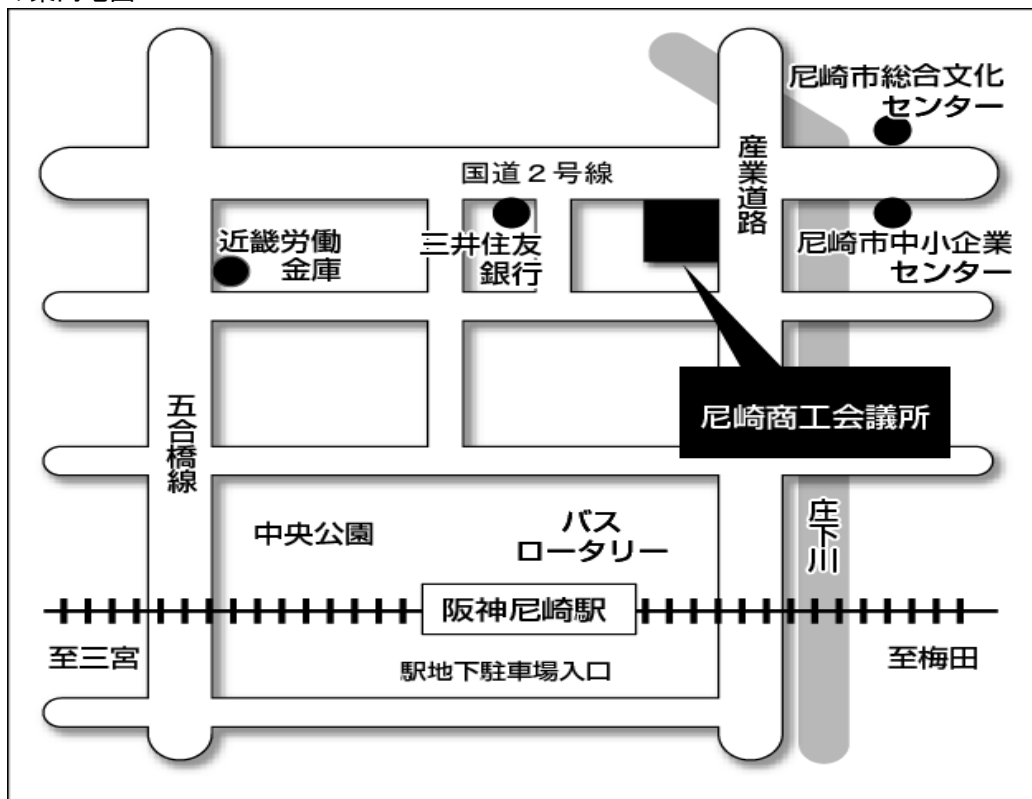 尼崎市総合文化
センター
国道２号線
産業道路
近畿労働
金庫
三井住友
銀行
尼崎市中小企業
センター
尼崎商工会議所
五合橋線
中央公園
バス
ロータリー
庄下川
阪神尼崎駅
至三宮
至梅田
駅地下駐車場入口